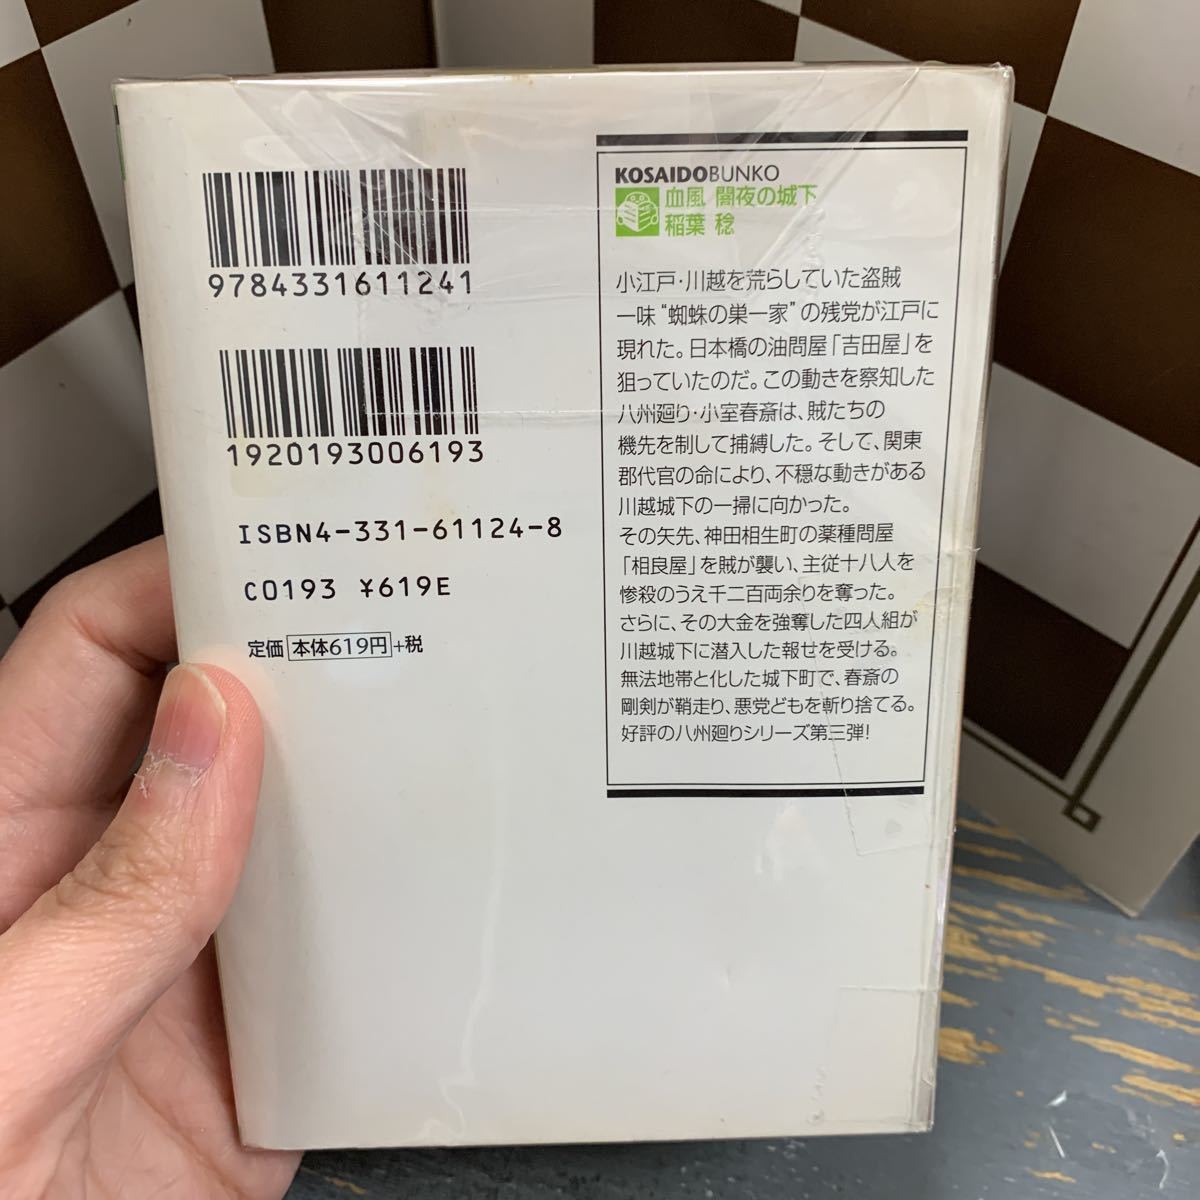 9784331611241
1920193006193
ISBN4-331-61124-8
C0193 ¥619E
定価 本体619円+税
KOSAIDOBUNKO
血風 闇夜の城下
稲葉 稔
小江戸・川越を荒らしていた盗賊
一味“蜘蛛の巣一家”の残党が江戸に
現れた。日本橋の油問屋「吉田屋」を
狙っていたのだ。この動きを察知した
八州廻り・小室春斎は、賊たちの
機先を制して捕縛した。そして、関東
郡代官の命により、不穏な動きがある
川越城下の一掃に向かった。
その矢先、神田相生町の薬種問屋
「相良屋」を賊が襲い、主従十八人を
惨殺のうえ千二百両余りを奪った。
さらに、その大金を強奪した四人組が
川越城下に潜入した報せを受ける。
無法地帯と化した城下町で、春斎の
剛剣が鞘走り、悪党どもを斬り捨てる。
好評の八州廻りシリーズ第三弾!